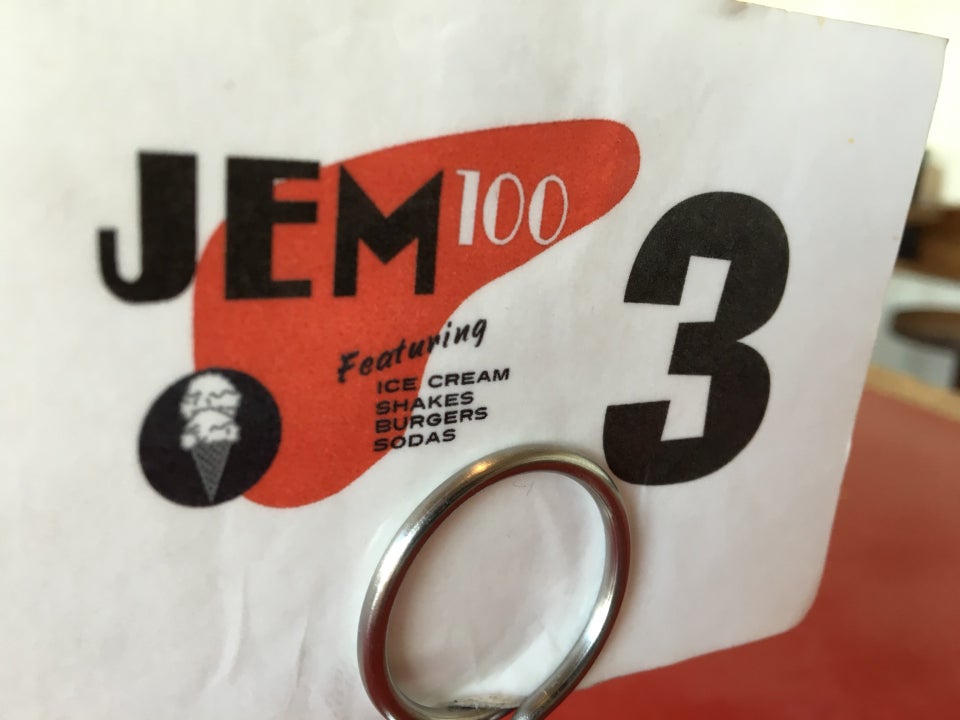 JEM 100
3
Featuring
ICE CREAM
SHAKES
BURGERS
SODAS